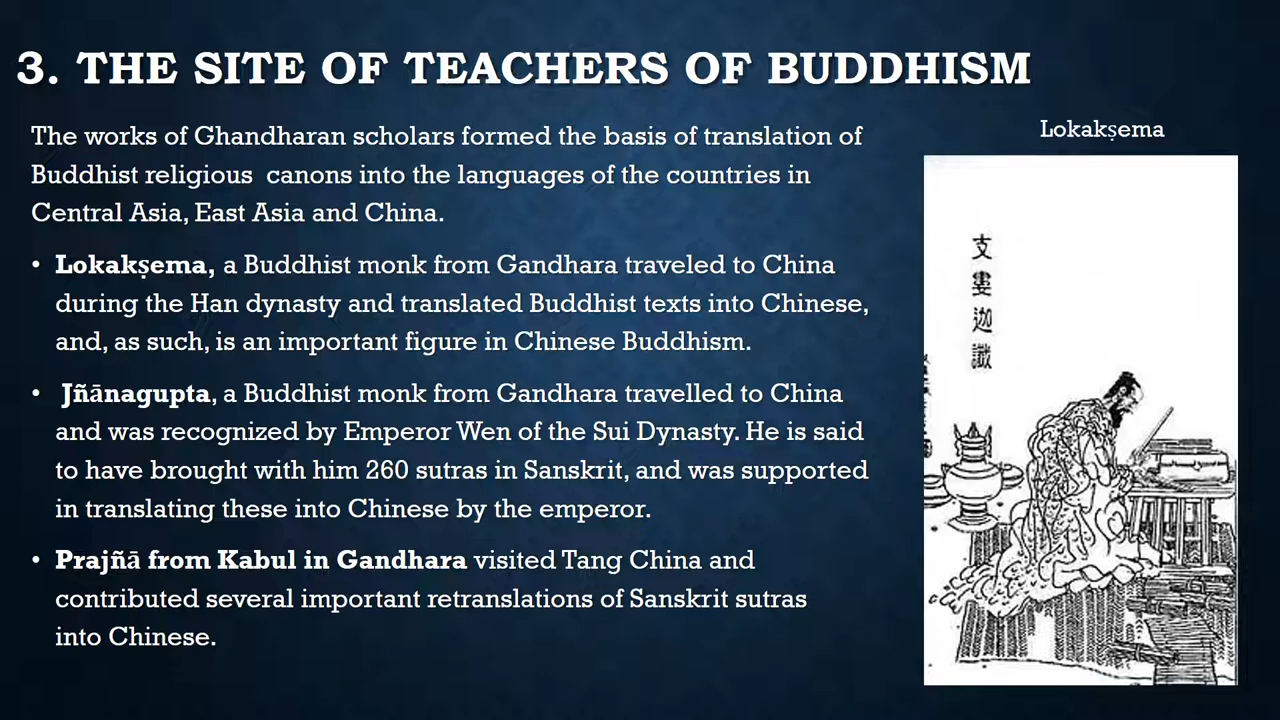 3. THE SITE OF TEACHERS OF BUDDHISM
The works of Ghandharan scholars formed the basis of translation of
Buddhist religious  canons into the languages of the countries in
Central Asia, East Asia and China.
• Lokakṣema, a Buddhist monk from Gandhara traveled to China
during the Han dynasty and translated Buddhist texts into Chinese,
and, as such, is an important figure in Chinese Buddhism.
• Jñānagupta, a Buddhist monk from Gandhara travelled to China
and was recognized by Emperor Wen of the Sui Dynasty. He is said
to have brought with him 260 sutras in Sanskrit, and was supported
in translating these into Chinese by the emperor.
• Prajñā from Kabul in Gandhara visited Tang China and
contributed several important retranslations of Sanskrit sutras
into Chinese.
Lokakṣema
支婁迦讖